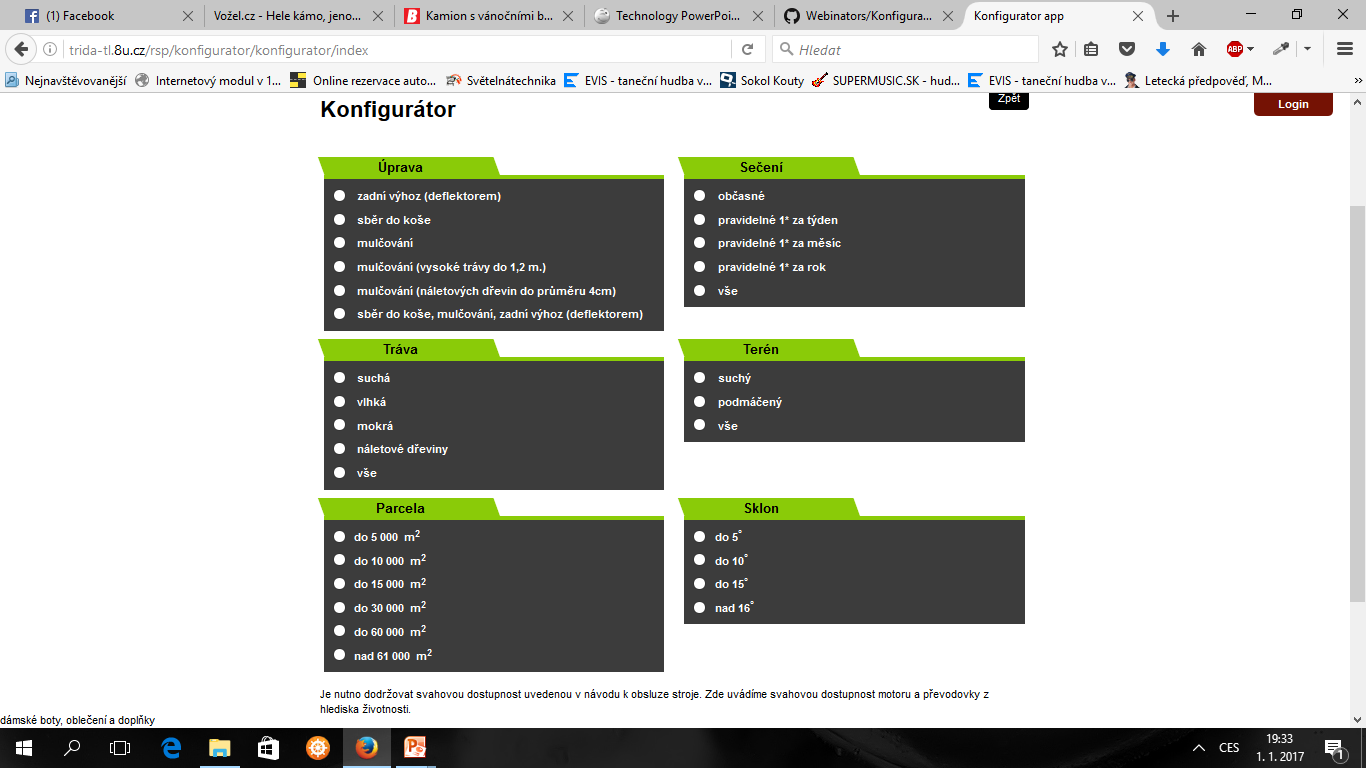 (1) Facebook
Vožel.cz - Hele kámo, jeno...
Kamion s vánočními b...
Technology PowerPoi...
Webinators/Konfigura...
Konfigurator app
trida-tl.8u.cz/rsp/konfigurator/konfigurator/index
Hledat
ABP
Nejnavštěvovanější
Internetový modul v 1...
Online rezervace auto...
Světelnátechnika
EVIS - taneční hudba v...
Sokol Kouty
SUPERMUSIC.SK - hud...
EVIS - taneční hudba v...
Letecká předpověď, M...
Konfigurátor
Zpět
Login
Úprava
zadní výhoz (deflektorem)
sběr do koše
mulčování
mulčování (vysoké trávy do 1,2 m.)
mulčování (náletových dřevin do průměru 4cm)
sběr do koše, mulčování, zadní výhoz (deflektorem)
Sečení
občasné
pravidelné 1* za týden
pravidelné 1* za měsíc
pravidelné 1* za rok
vše
Tráva
suchá
vlhká
mokrá
náletové dřeviny
vše
Terén
suchý
podmáčený
vše
Parcela
do 5 000 m²
do 10 000 m²
do 15 000 m²
do 30 000 m²
do 60 000 m²
nad 61 000 m²
Sklon
do 5°
do 10°
do 15°
nad 16°
Je nutno dodržovat svahovou dostupnost uvedenou v návodu k obsluze stroje. Zde uvádíme svahovou dostupnost motoru a převodovky z
hlediska životnosti.
dámské boty, oblečení a doplňky
CES
19:33
1. 1. 2017
1